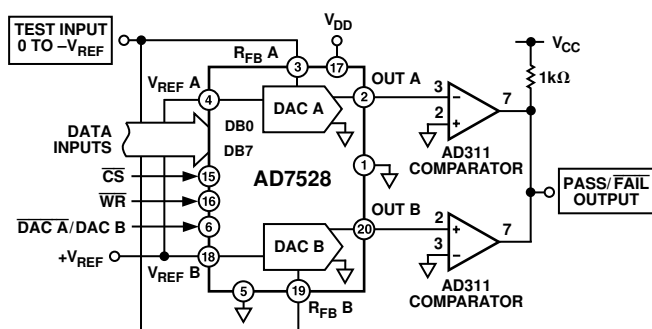 TEST INPUT
0 TO –VREF
VDD
VCC
RFB A
3
17
1kΩ
VREF A
OUT A
4
2
3
–
7
2
+
DAC A
DATA
INPUTS
DB0
DB7
AD311
COMPARATOR
1
CS
15
AD7528
WR
16
PASS/FAIL
OUTPUT
DAC A/DAC B
6
OUT B
20
2
+
7
3
–
DAC B
+VREF
18
VREF B
5
19
RFB B
AD311
COMPARATOR